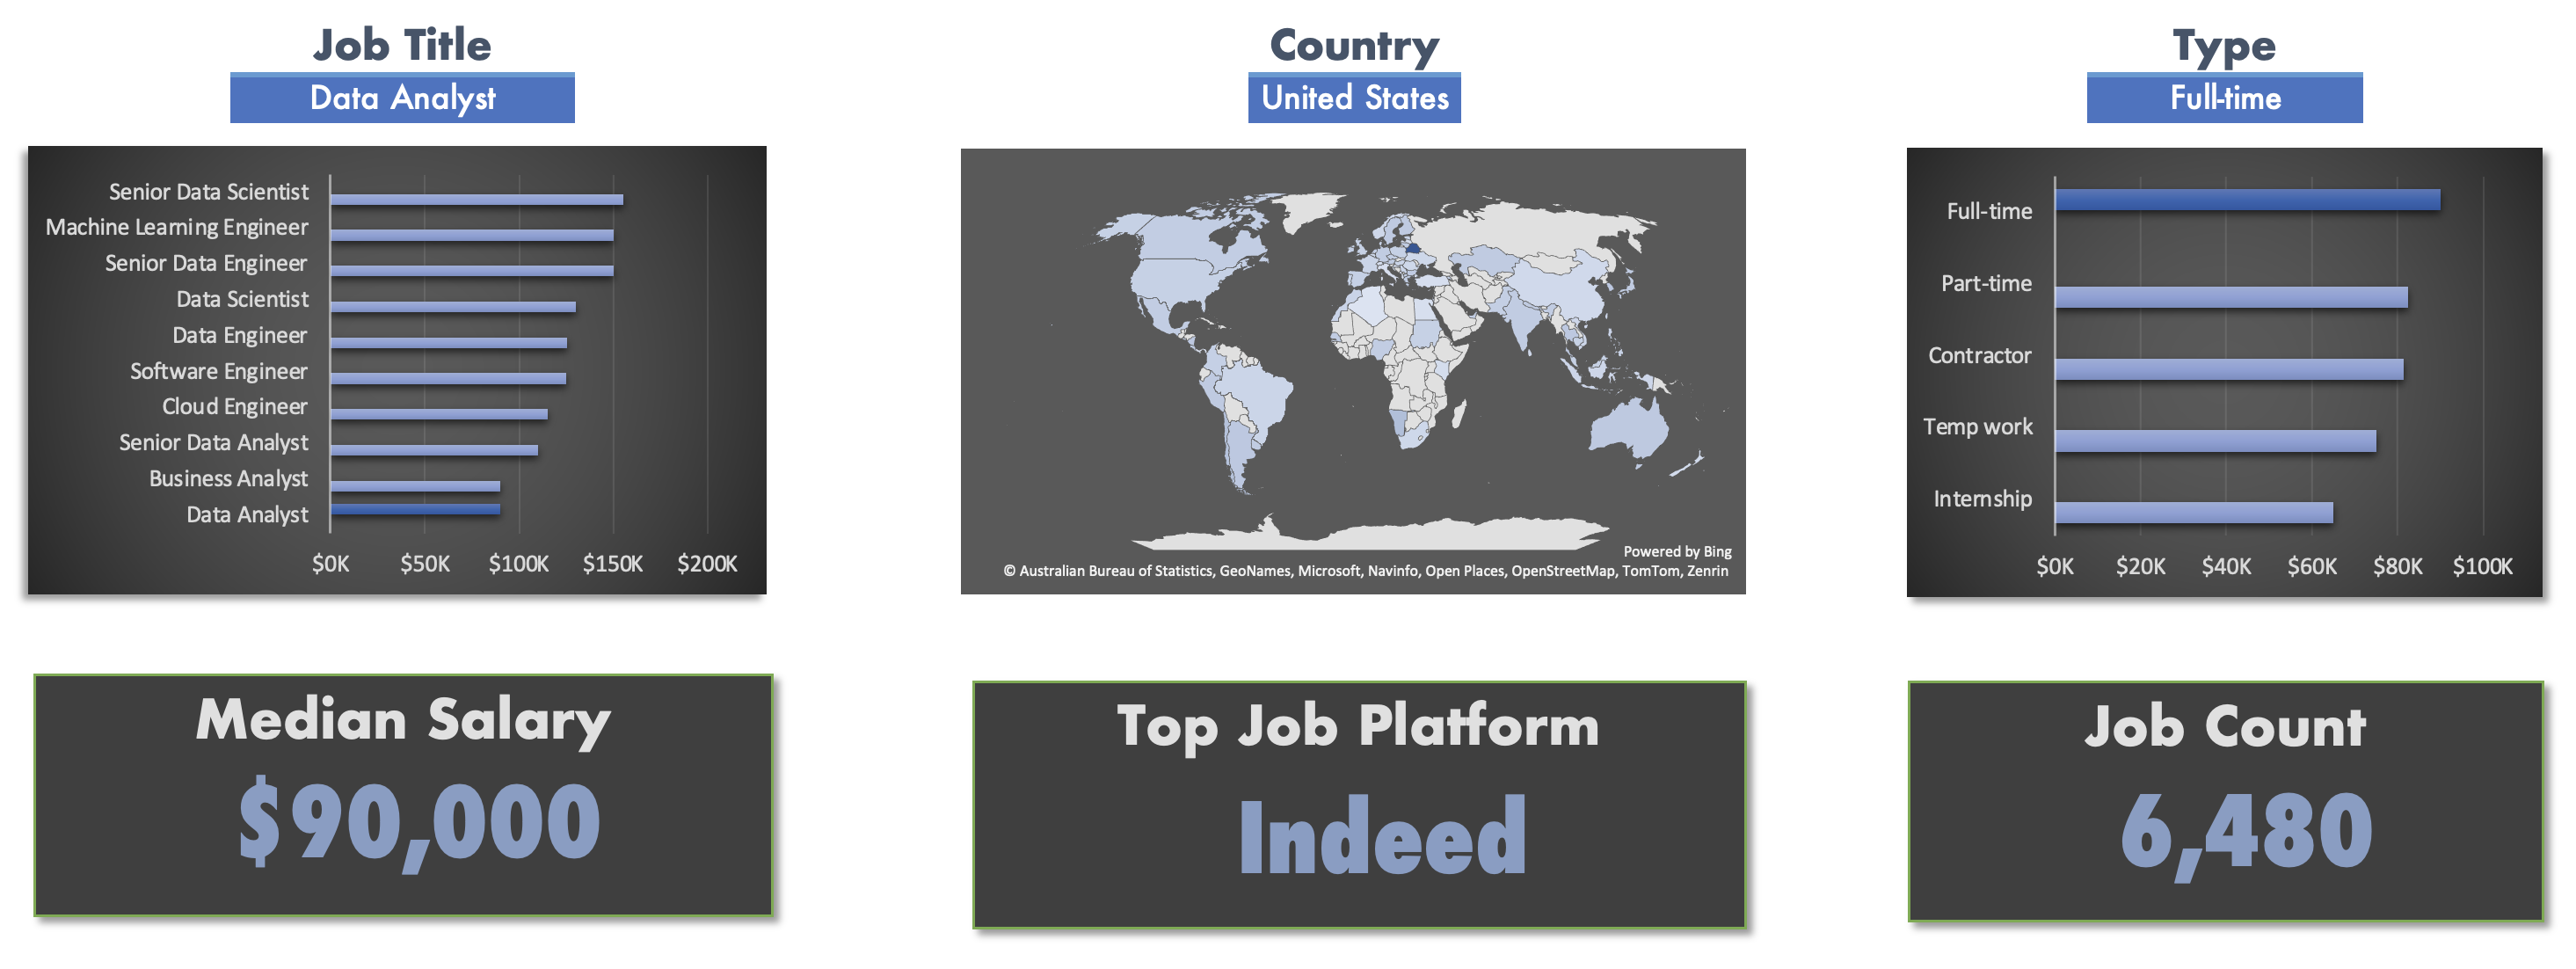 Job Title
Data Analyst
Country
United States
Type
Full-time
Senior Data Scientist
Machine Learning Engineer
Senior Data Engineer
Data Scientist
Data Engineer
Software Engineer
Cloud Engineer
Senior Data Analyst
Business Analyst
Data Analyst
$0K $50K $100K $150K $200K
Powered by Bing
© Australian Bureau of Statistics, GeoNames, Microsoft, Navinfo, Open Places, OpenStreetMap, TomTom, Zenrin
Full-time
Part-time
Contractor
Temp work
Internship
$0K $20K $40K $60K $80K $100K
Median Salary
$90,000
Top Job Platform
Indeed
Job Count
6,480